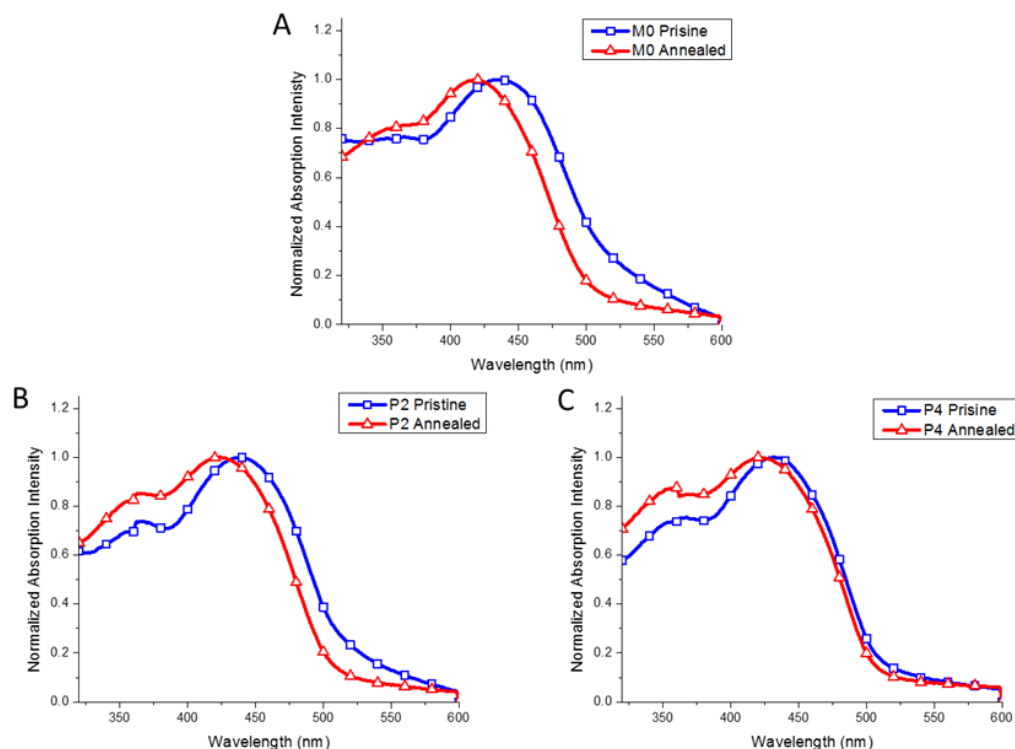 A
M0 Prisine
M0 Annealed
Normalized Absorption Intenisty
1.2
1.0
0.8
0.6
0.4
0.2
0.0
350 400 450 500 550 600
Wavelength (nm)
B
P2 Pristine
P2 Annealed
Normalized Absorption Intensity
1.2
1.0
0.8
0.6
0.4
0.2
0.0
350 400 450 500 550 600
Wavelength (nm)
C
P4 Prisine
P4 Annealed
Normalized Absorption Intensity
1.2
1.0
0.8
0.6
0.4
0.2
0.0
350 400 450 500 550 600
Wavelength (nm)